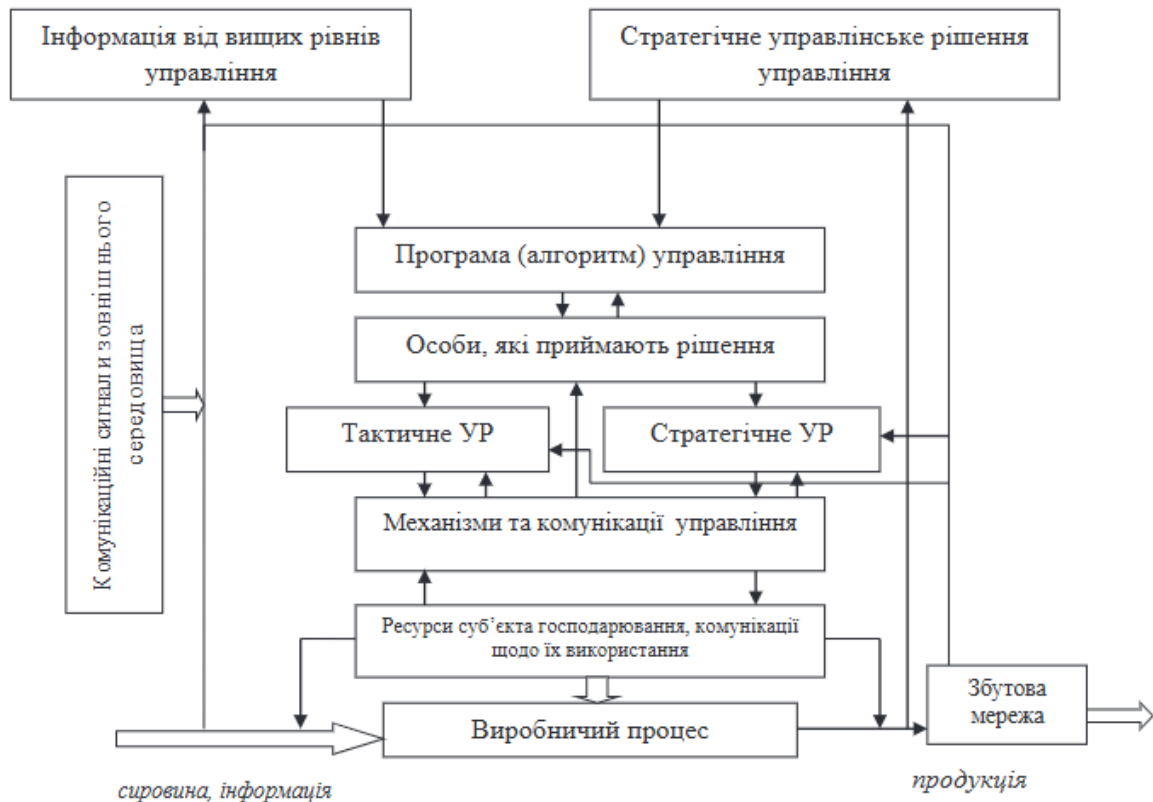 Інформація від вищих рівнів
управління
Стратегічне управлінське рішення
управління
Комунікаційні сигнали зовнішнього
середовища
Програма (алгоритм) управління
Особи, які приймають рішення
Тактичне УР
Стратегічне УР
Механізми та комунікації управління
Ресурси суб’єкта господарювання, комунікації
щодо їх використання
Збутова
мережа
Виробничий процес
сировина, інформація
продукція